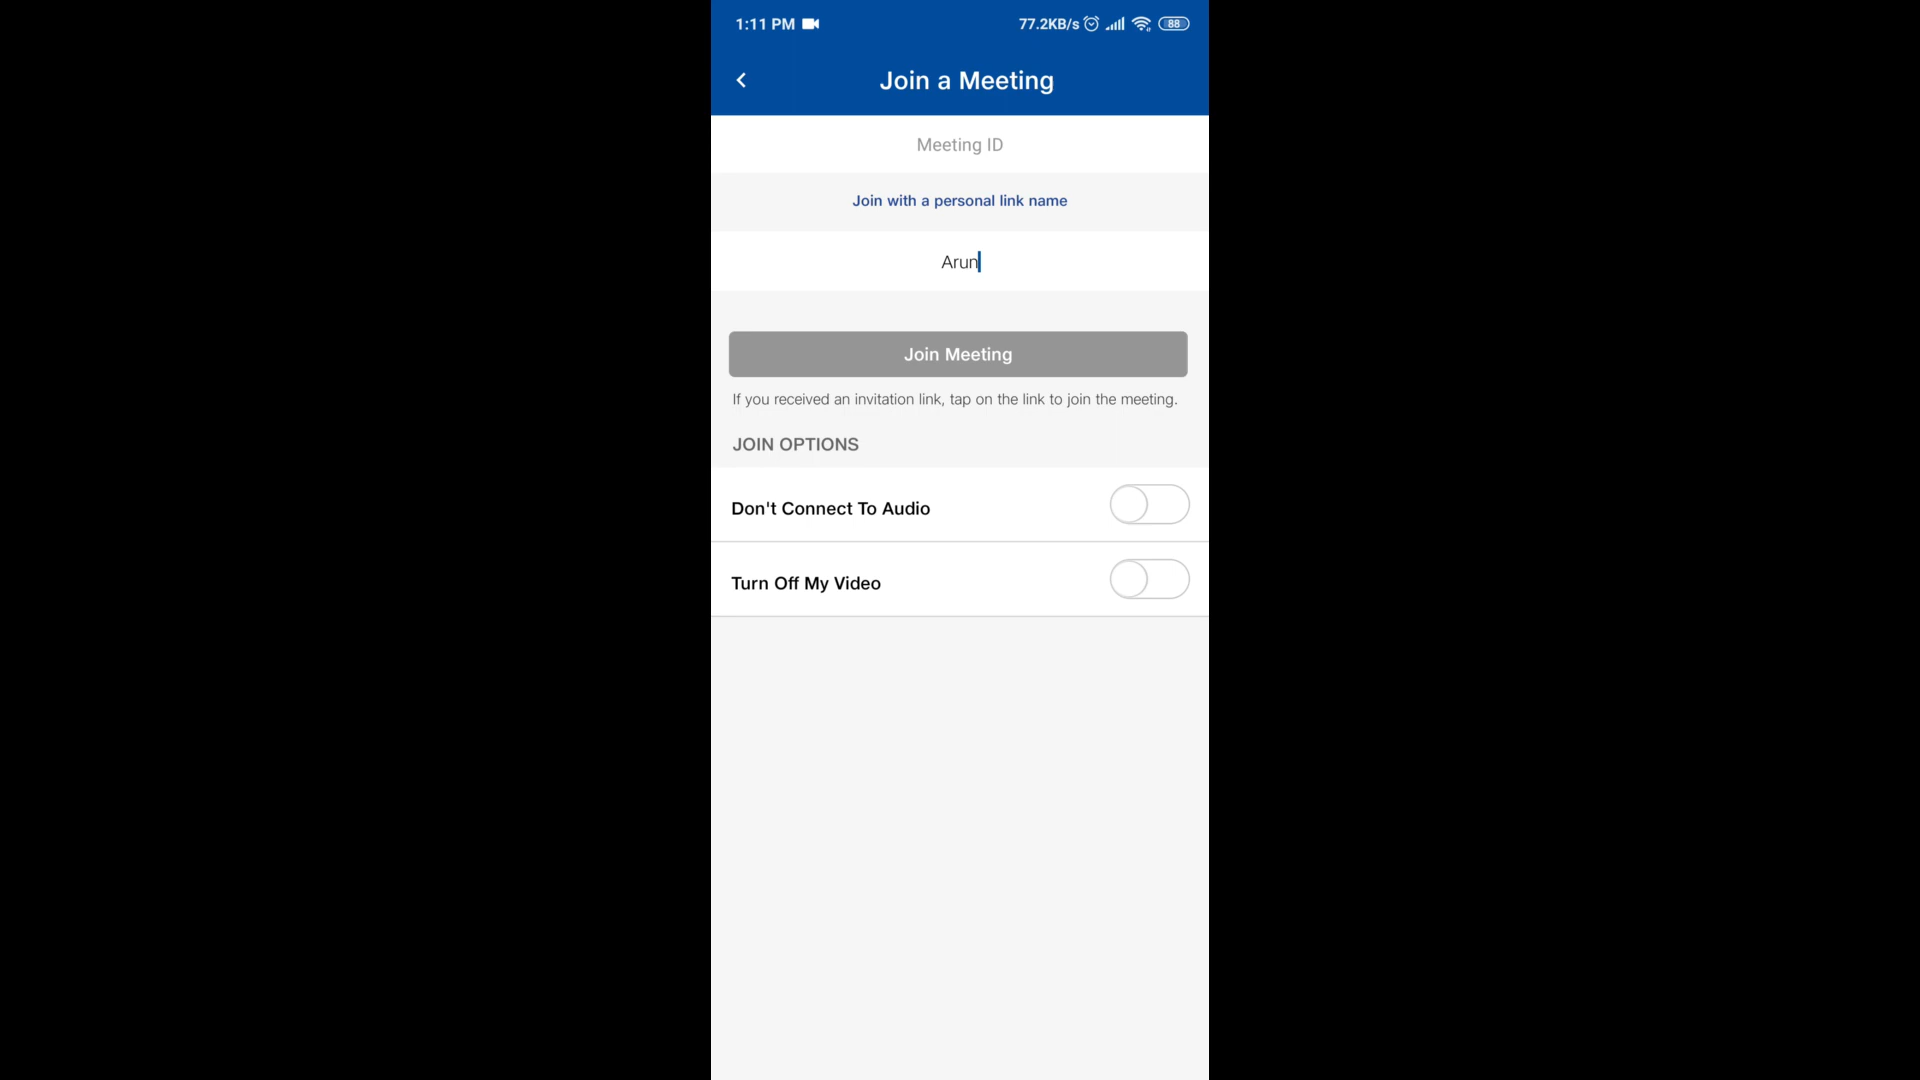 1:11 PM 77.2KB/s 88
Join a Meeting
Meeting ID
Join with a personal link name
Arun
Join Meeting
If you received an invitation link, tap on the link to join the meeting.
JOIN OPTIONS
Don't Connect To Audio
Turn Off My Video